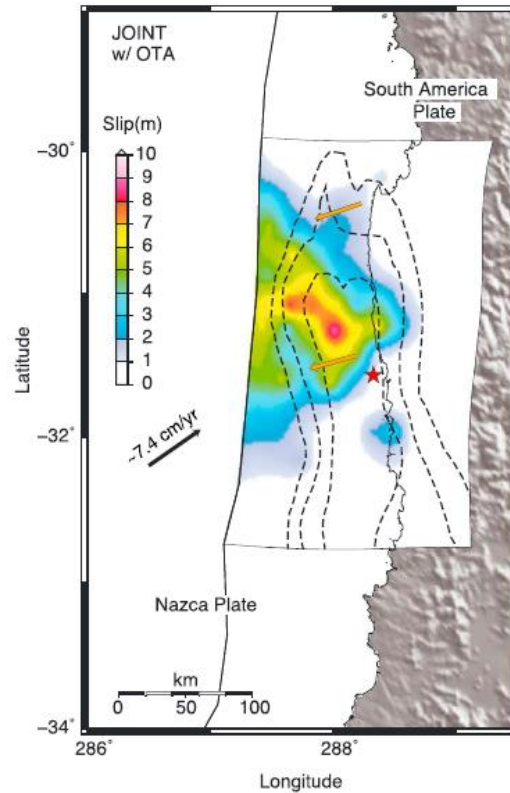 JOINT
w/ OTA
South America
Plate
Slip(m)
10
9
8
7
6
5
4
3
2
1
0
−30˚
−32˚
−34˚
Latitude
~7.4 cm/yr
Nazca Plate
km
0 50 100
286˚ 288˚
Longitude